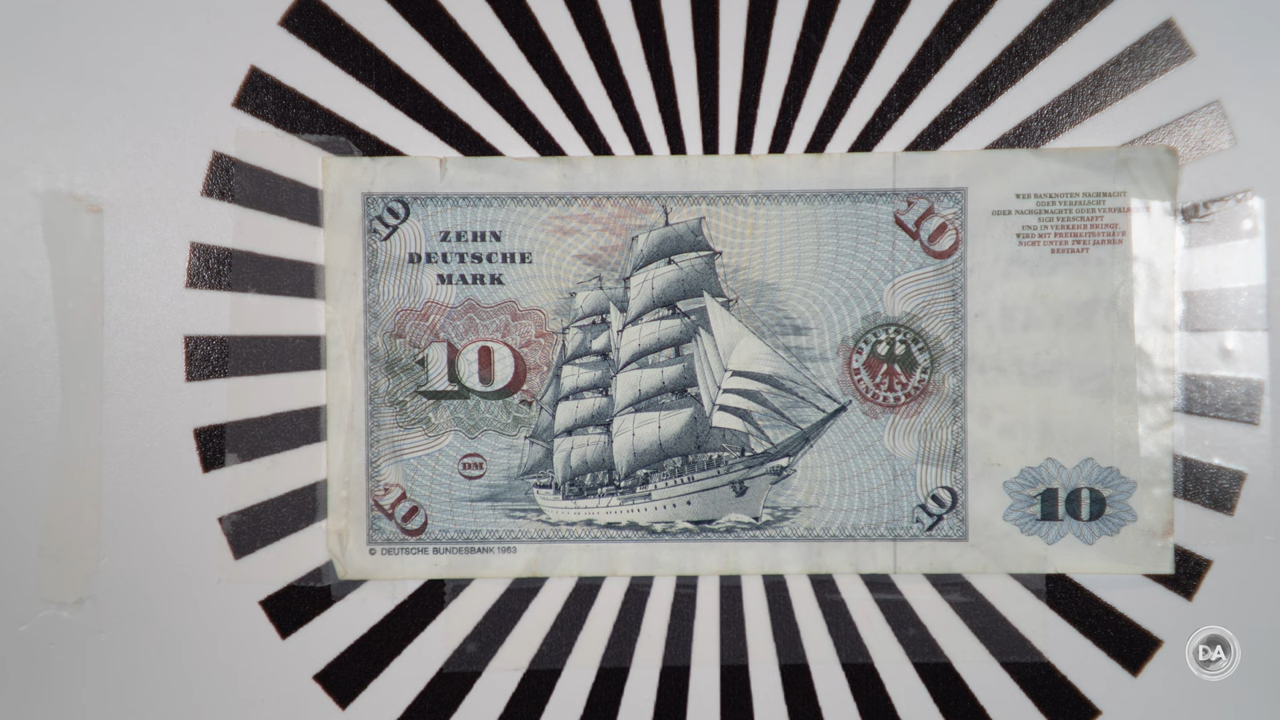 10
ZEHN
DEUTSCHE
MARK
10
10
DM
10
© DEUTSCHE BUNDESBANK 1963
10
DEUTSCHE BUNDESBANK
10
WER BANKNOTEN NACHMACHT
ODER VERFÄLSCHT
ODER NACHGEMACHTE ODER VERFÄLSCHTE
SICH VERSCHAFFT
UND IN VERKEHR BRINGT,
WIRD MIT FREIHEITSSTRAFE
NICHT UNTER ZWEI JAHREN
BESTRAFT
10
DA